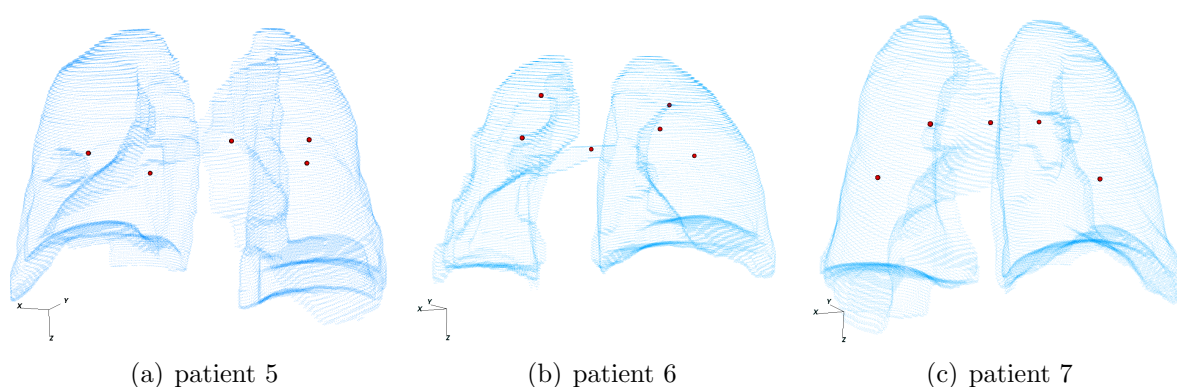 X Y Z
X Y Z
X Y Z
(a) patient 5
(b) patient 6
(c) patient 7